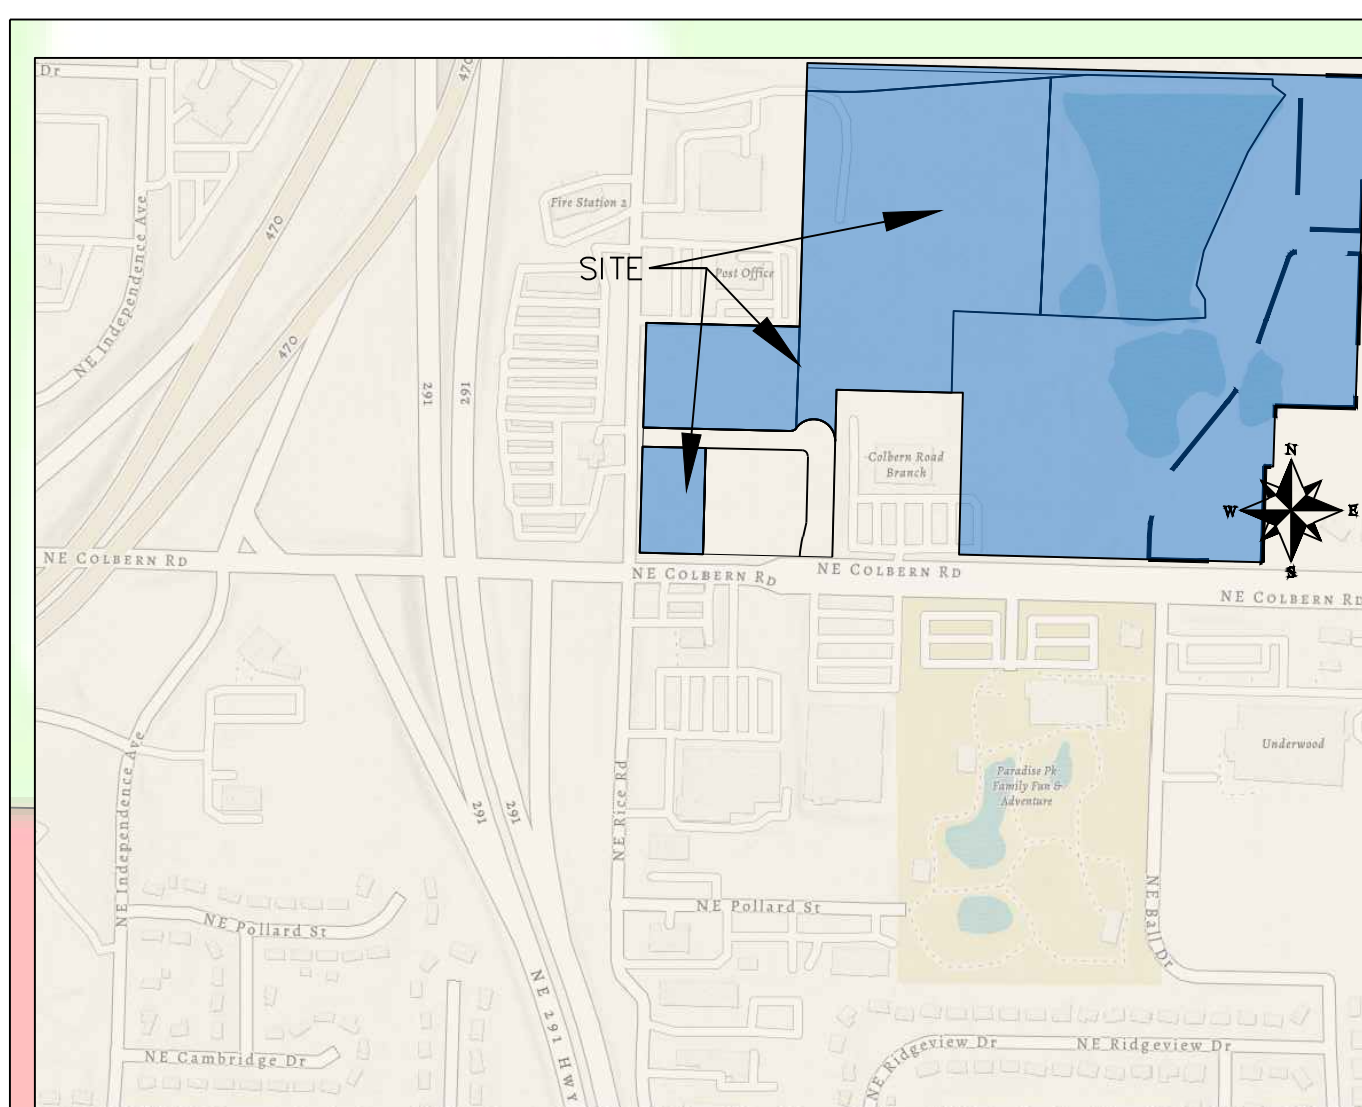 Dr
470
470
470
NE Independence Ave
Fire Station 2
SITE
Post Office
291
291
Colbern Road
Branch
N
W
E
S
NE Colbern Rd
NE Colbern Rd
NE Colbern Rd
NE Colbern Rd
NE Independence Ave
291
291
NE Rice Rd
Underwood
Paradise Pk
Family Fun &
Adventure
NE Pollard St
NE Pollard St
NE Ball Dr
NE 291 Hwy
NE Cambridge Dr
NE Ridgeview Dr
NE Ridgeview Dr